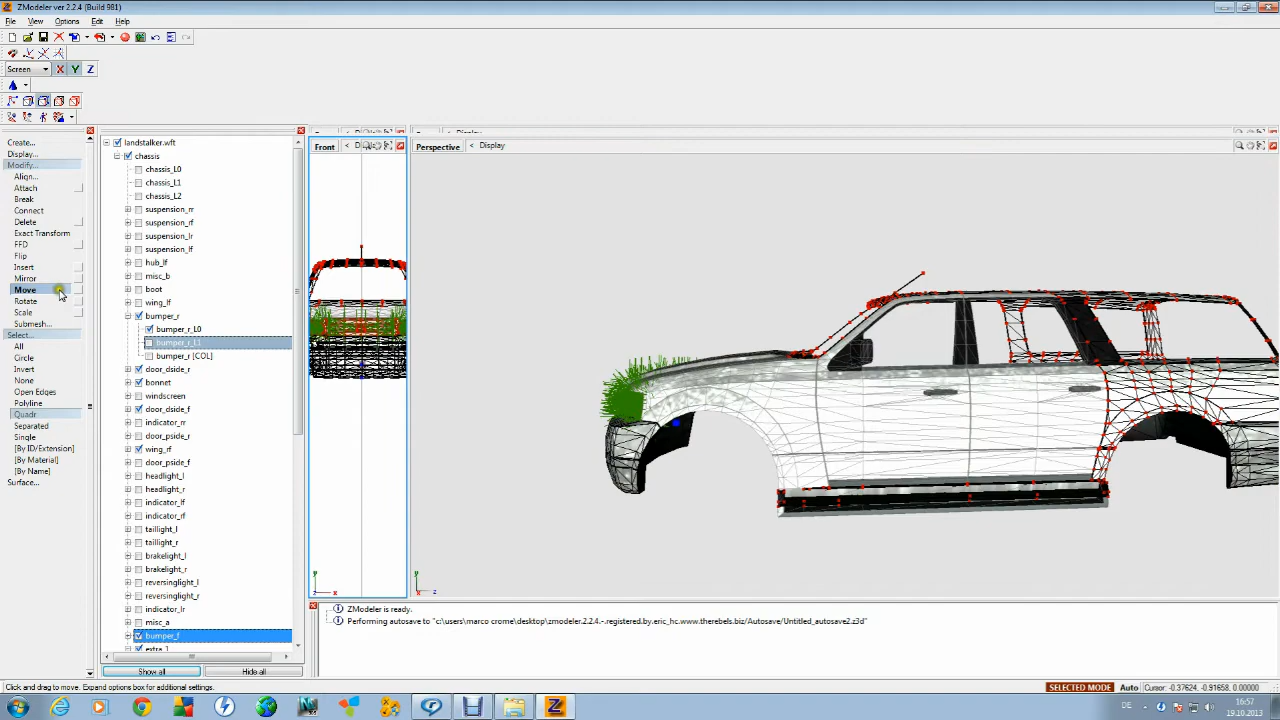 ZModeler ver 2.2.4 (Build 981)
File View Options Edit Help
Screen X Y Z
Create...
Display...
Modify...
Align...
Attach
Break
Connect
Delete
Exact Transform
FFD
Flip
Insert
Mirror
Move
Rotate
Scale
Submesh...
Select...
All
Circle
Invert
None
Open Edges
Polyline
Quadr
Separated
Single
[By ID/Extension]
[By Material]
[By Name]
Surface...
landstalker.wft
chassis
chassis_L0
chassis_L1
chassis_L2
suspension_rr
suspension_rf
suspension_lr
suspension_lf
hub_lf
misc_b
boot
wing_lf
bumper_r
bumper_r_L0
bumper_r_L1
bumper_r [COL]
door_dside_r
bonnet
windscreen
door_dside_f
indicator_rr
door_pside_r
wing_rf
door_pside_f
headlight_l
headlight_r
indicator_lf
indicator_rf
taillight_l
taillight_r
brakelight_l
brakelight_r
reversinglight_l
reversinglight_r
indicator_lr
misc_a
bumper_f
extra_1
Show all Hide all
Front
Perspective < Display
y
z x
y
x z
ZModeler is ready.
Performing autosave to "c:\users\marco crome\desktop\zmodeler.2.2.4.-.registered.by.eric_hc.www.therebels.biz/Autosave/Untitled_autosave2.z3d"
Click and drag to move. Expand options box for additional settings.
SELECTED MODE Auto Cursor: -0.37624, -0.91658, 0.00000
DE
16:57
19.10.2013